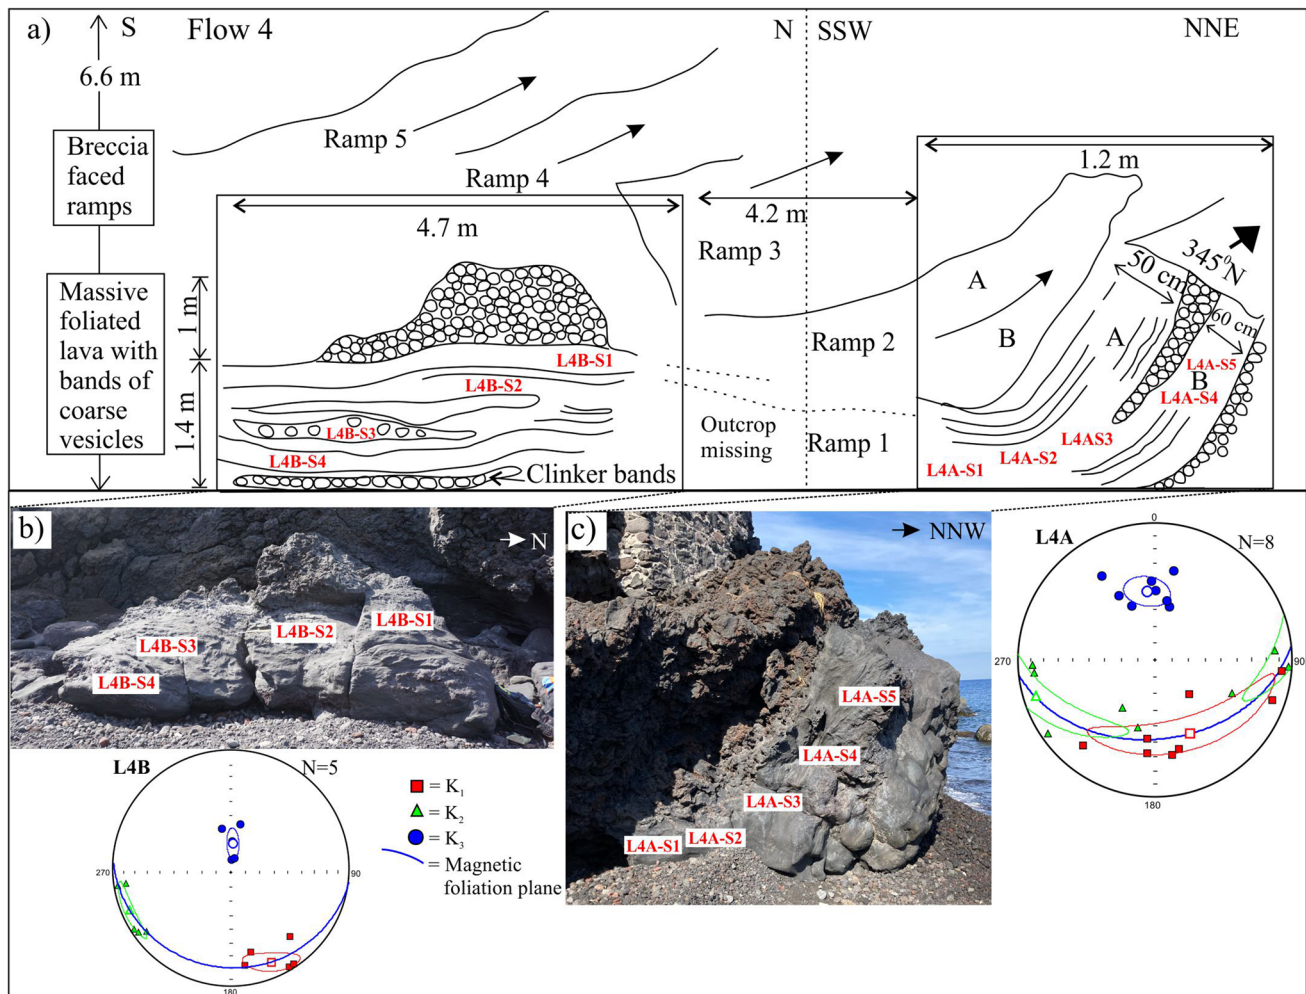 a)
S
Flow 4
N
SSW
NNE
6.6 m
Breccia
faced
ramps
Massive
foliated
lava with
bands of
coarse
vesicles
Ramp 5
Ramp 4
4.7 m
4.2 m
1.2 m
Ramp 3
Ramp 2
Ramp 1
Outcrop
missing
1 m
1.4 m
L4B-S1
L4B-S2
L4B-S3
L4B-S4
Clinker bands
A
B
A
B
50 cm
60 cm
345⁰N
L4A-S5
L4A-S4
L4AS3
L4A-S2
L4A-S1
b)
N
L4B-S1
L4B-S2
L4B-S3
L4B-S4
c)
NNW
L4A-S5
L4A-S4
L4A-S3
L4A-S2
L4A-S1
L4A
N=8
0
270
90
180
L4B
N=5
270
90
180
= K₁
= K₂
= K₃
= Magnetic
foliation plane